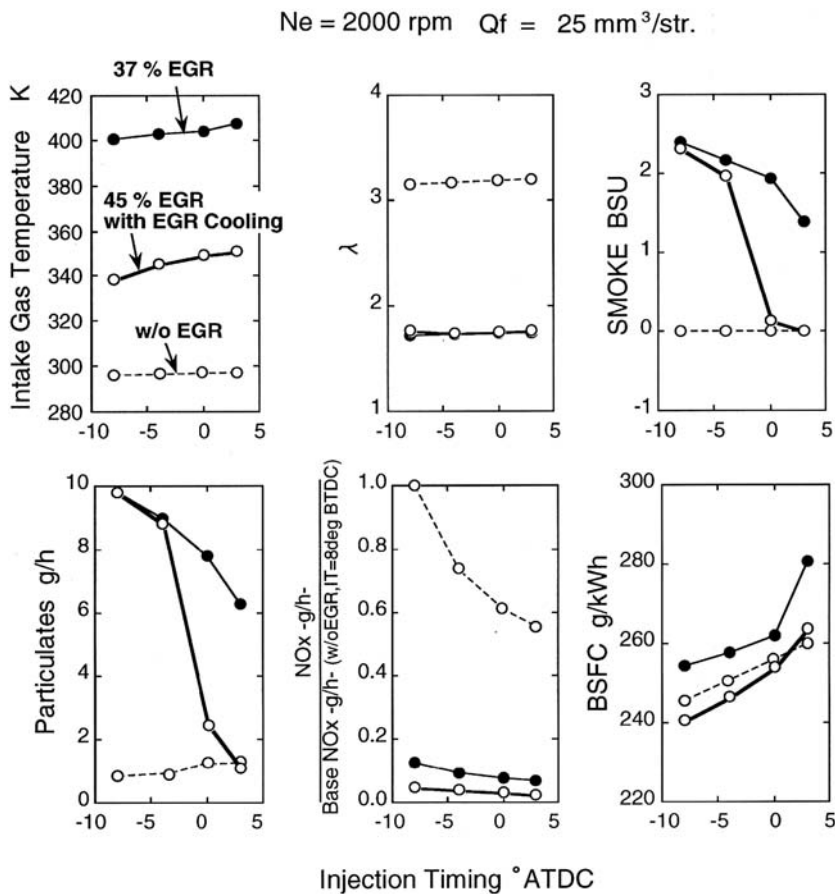 Ne = 2000 rpm Qf = 25 mm³/str.
37 % EGR
45 % EGR
with EGR Cooling
w/o EGR
Intake Gas Temperature K
420
400
380
360
340
320
300
280
-10 -5 0 5
λ
4
3
2
1
-10 -5 0 5
SMOKE BSU
3
2
1
0
-1
-10 -5 0 5
Particulates g/h
10
8
6
4
2
0
-10 -5 0 5
NOx -g/h-
Base NOx -g/h- (w/oEGR,IT=8deg BTDC)
1.0
0.8
0.6
0.4
0.2
0.0
-10 -5 0 5
BSFC g/kWh
300
280
260
240
220
-10 -5 0 5
Injection Timing °ATDC